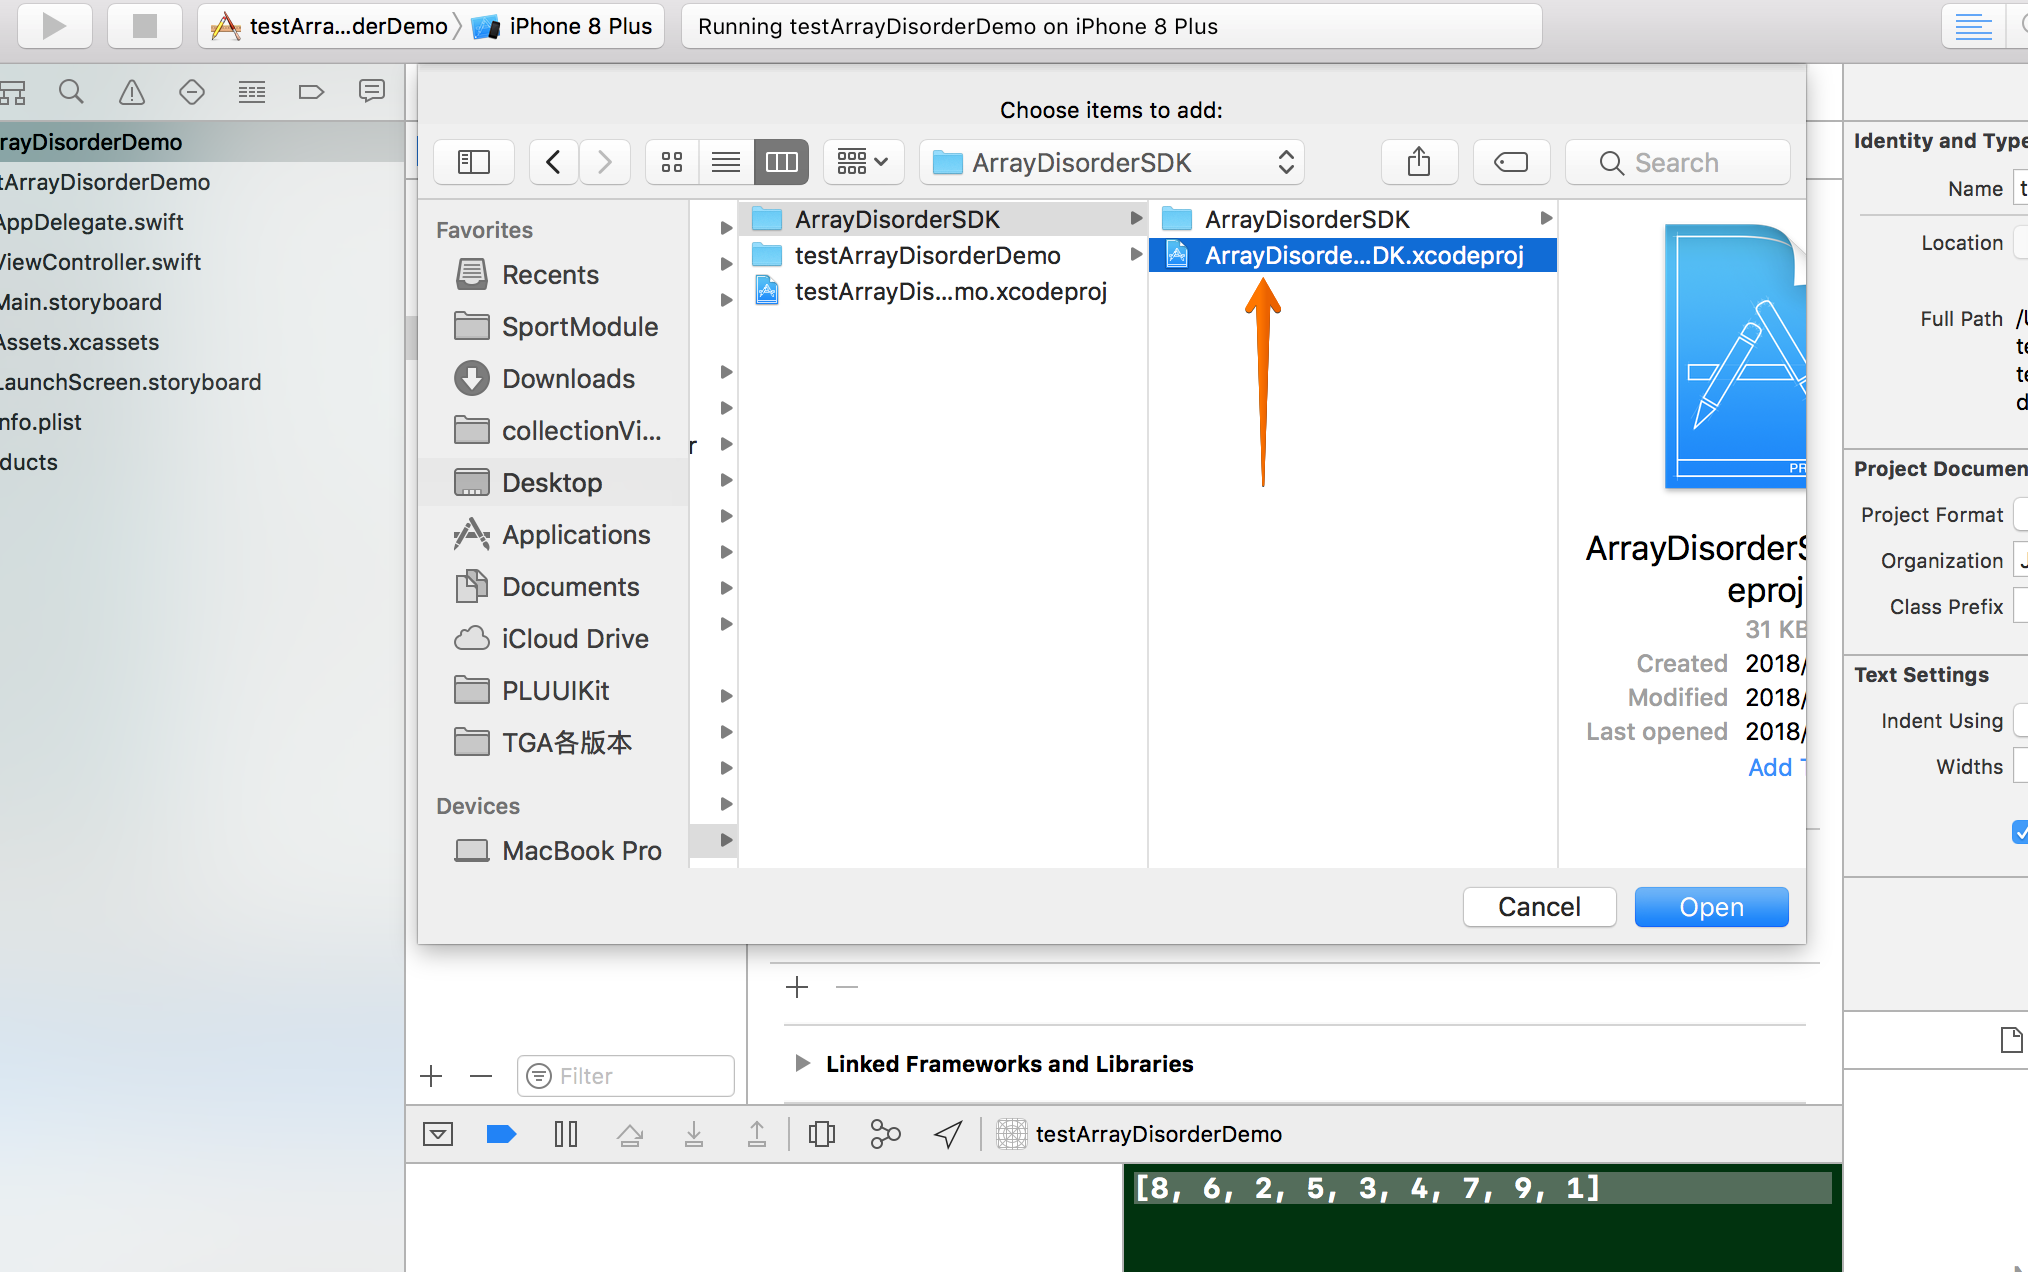 testArra...derDemo
iPhone 8 Plus
Running testArrayDisorderDemo on iPhone 8 Plus
rayDisorderDemo
tArrayDisorderDemo
AppDelegate.swift
ViewController.swift
Main.storyboard
Assets.xcassets
LaunchScreen.storyboard
nfo.plist
ducts
Choose items to add:
ArrayDisorderSDK
Search
Favorites
Recents
SportModule
Downloads
collectionVi...
Desktop
Applications
Documents
iCloud Drive
PLUUIKit
TGA各版本
Devices
MacBook Pro
r
ArrayDisorderSDK
testArrayDisorderDemo
testArrayDis...mo.xcodeproj
ArrayDisorderSDK
ArrayDisorde...DK.xcodeproj
PR
ArrayDisorderS
eproj
31 KB
Created 2018/
Modified 2018/
Last opened 2018/
Add T
Cancel
Open
Identity and Type
Name t
Location
Full Path /U
te
te
d
Project Documen
Project Format
Organization J
Class Prefix
Text Settings
Indent Using
Widths
Filter
Linked Frameworks and Libraries
testArrayDisorderDemo
[8, 6, 2, 5, 3, 4, 7, 9, 1]